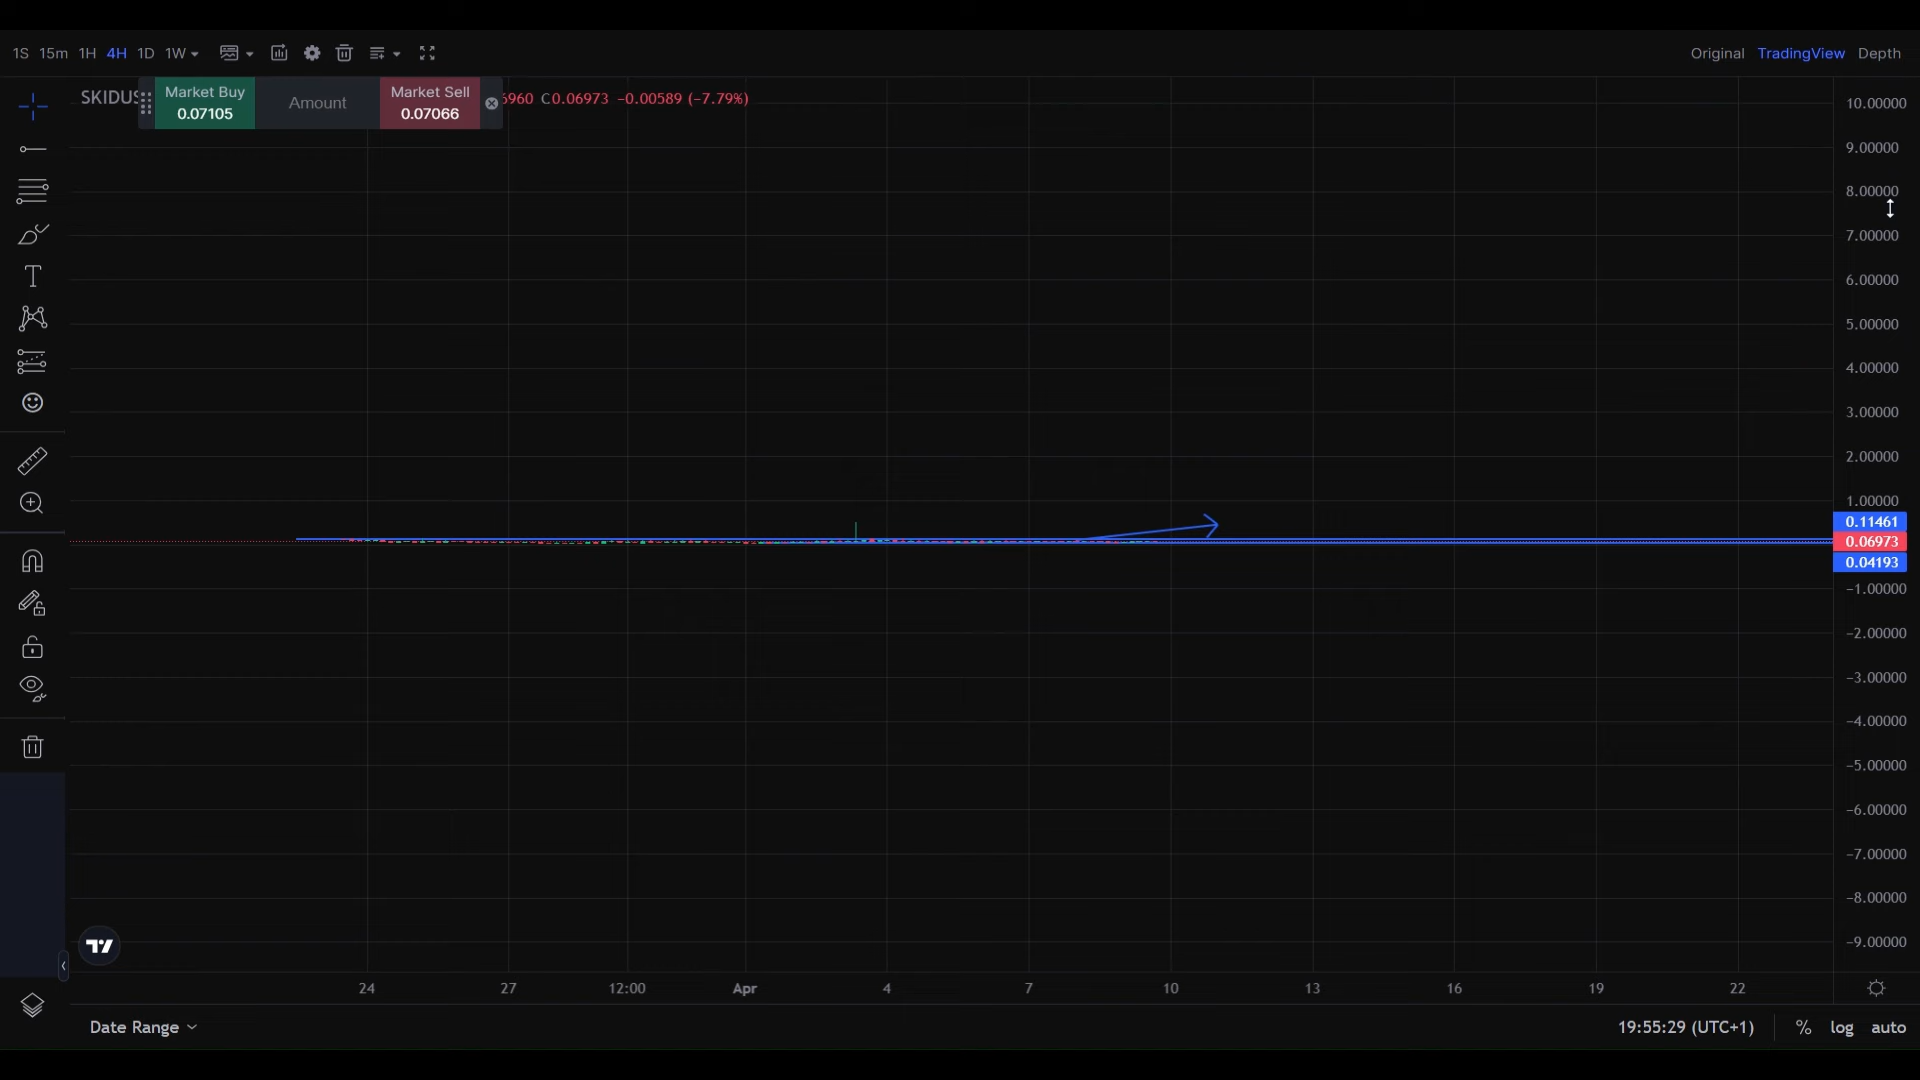 1S 15m 1H 4H 1D 1W
Original TradingView Depth
SKIDUS
Market Buy
0.07105
Amount
Market Sell
0.07066
6960 C0.06973 −0.00589 (−7.79%)
10.00000
9.00000
8.00000
7.00000
6.00000
5.00000
4.00000
3.00000
2.00000
1.00000
0.11461
0.06973
0.04193
−1.00000
−2.00000
−3.00000
−4.00000
−5.00000
−6.00000
−7.00000
−8.00000
−9.00000
24 27 12:00 Apr 4 7 10 13 16 19 22
Date Range
19:55:29 (UTC+1) % log auto